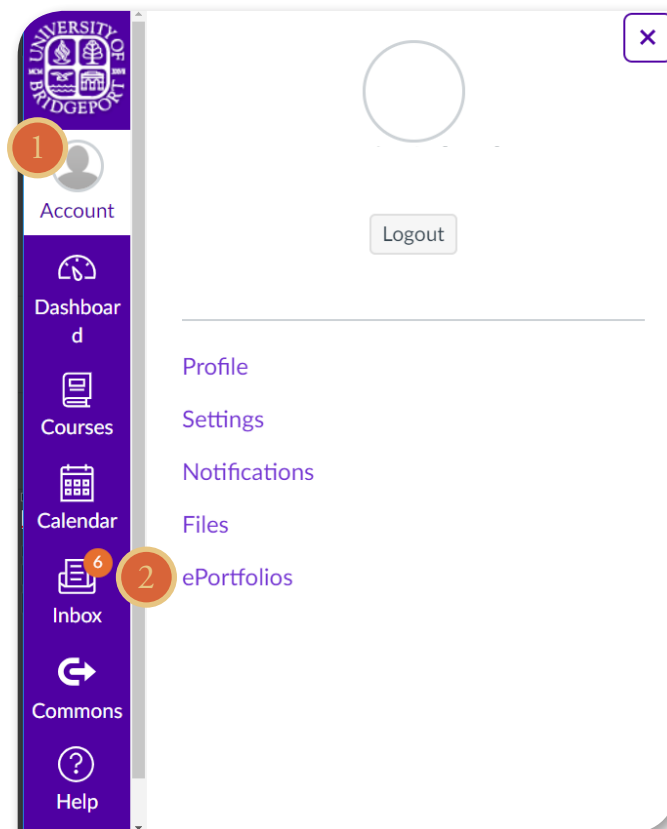 UNIVERSITY OF
BRIDGEPORT
1
Account
Dashboar
d
Courses
Calendar
6
Inbox
Commons
Help
×
Logout
Profile
Settings
Notifications
Files
2
ePortfolios